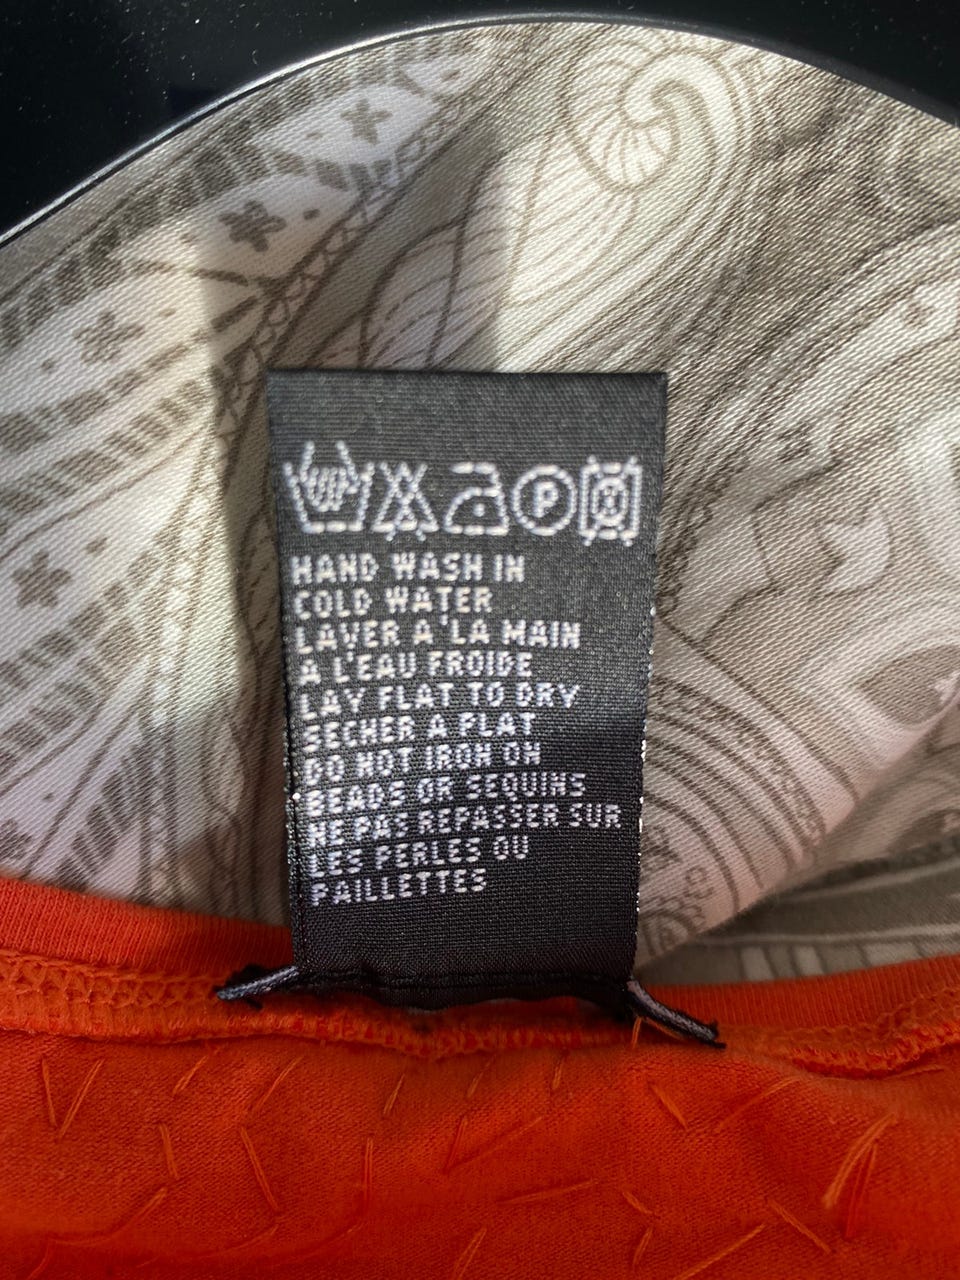 P
HAND WASH IN
COLD WATER
LAVER A'LA MAIN
A L'EAU FROIDE
LAY FLAT TO DRY
SECHER A PLAT
DO NOT IRON ON
BEADS OR SEQUINS
NE PAS REPASSER SUR
LES PERLES OU
PAILLETTES